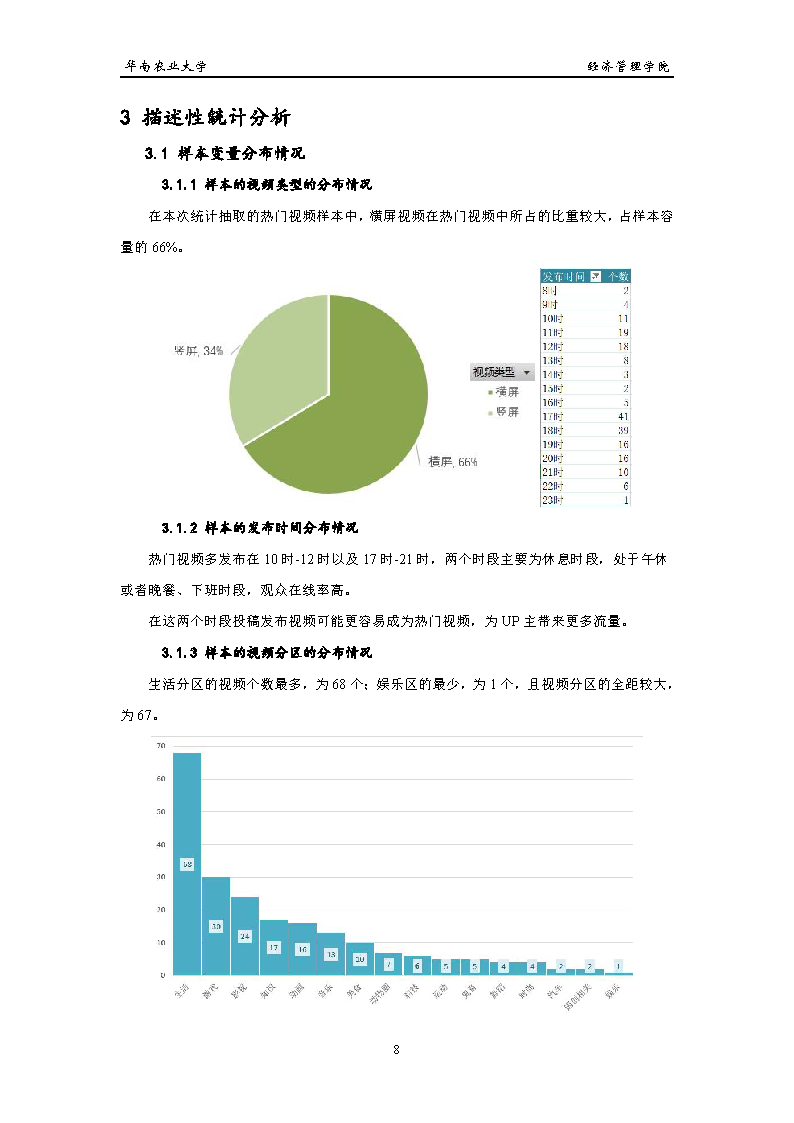 华南农业大学 经济管理学院
3 描述性统计分析
3.1 样本变量分布情况
3.1.1 样本的视频类型的分布情况
在本次统计抽取的热门视频样本中，横屏视频在热门视频中所占的比重较大，占样本容
量的 66%。
竖屏, 34%
横屏, 66%
视频类型
横屏
竖屏
发布时间 个数
8时 2
9时 4
10时 11
11时 19
12时 18
13时 8
14时 3
15时 2
16时 5
17时 41
18时 39
19时 16
20时 16
21时 10
22时 6
23时 1
3.1.2 样本的发布时间分布情况
热门视频多发布在 10 时-12 时以及 17 时-21 时，两个时段主要为休息时段，处于午休
或者晚餐、下班时段，观众在线率高。
在这两个时段投稿发布视频可能更容易成为热门视频，为 UP 主带来更多流量。
3.1.3 样本的视频分区的分布情况
生活分区的视频个数最多，为 68 个；娱乐区的最少，为 1 个，且视频分区的全距较大，
为 67。
70
60
50
40
30
20
10
0
68 30 24 17 16 13 10 7 6 5 5 4 4 2 2 1
生活 游戏 影视 知识 动画 音乐 美食 动物圈 科技 运动 鬼畜 舞蹈 时尚 汽车 国创相关 娱乐
8